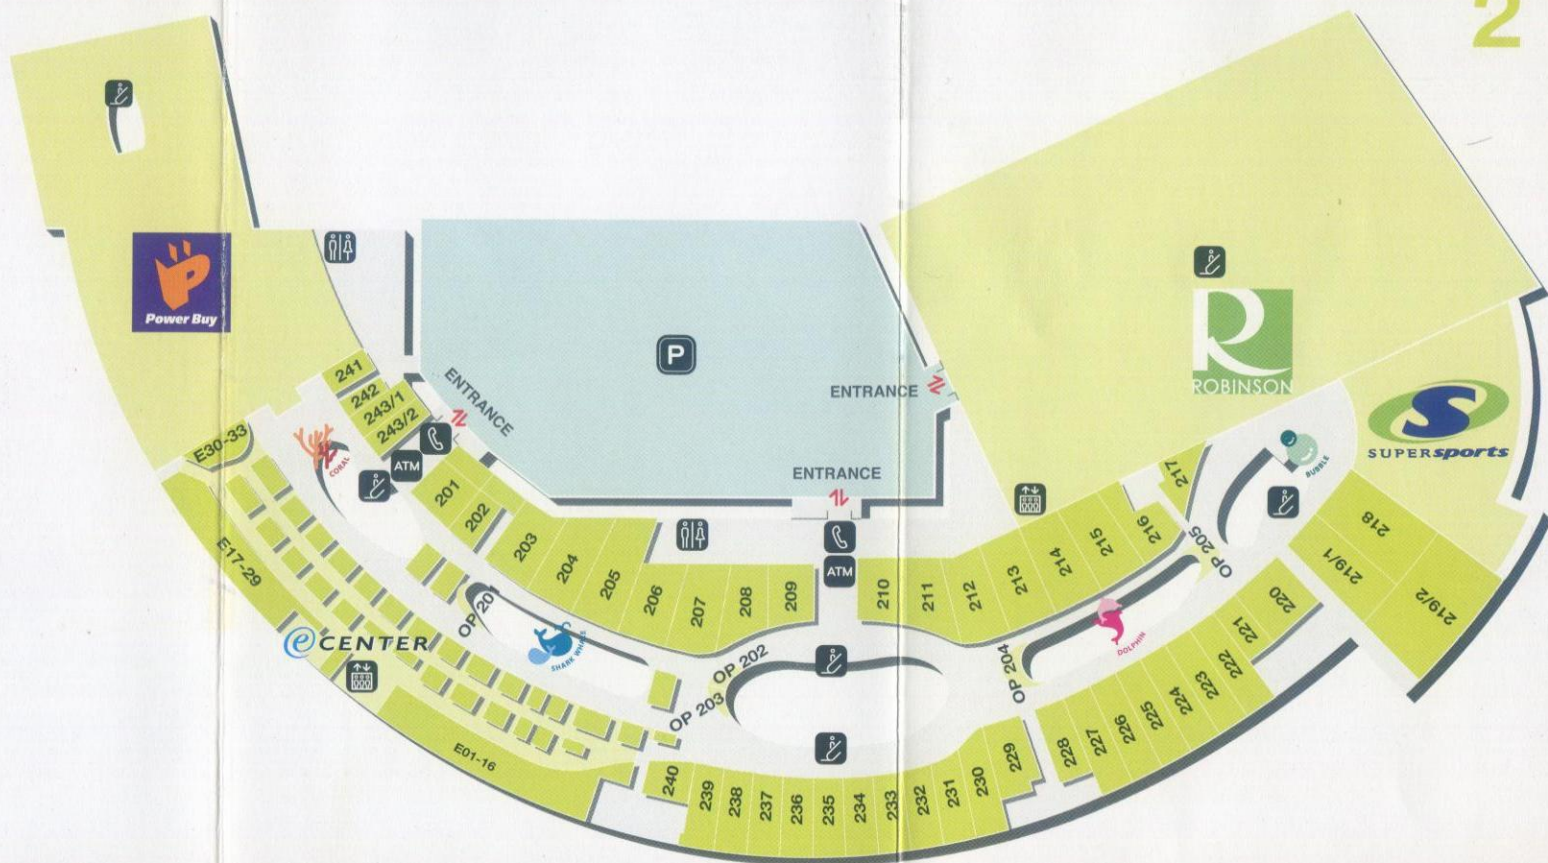 2
Power Buy
P
R
ROBINSON
S
SUPERsports
BUBBLE
ENTRANCE
ENTRANCE
ENTRANCE
241
242
243/1
243/2
ATM
CORAL
E30-33
E17-29
eCENTER
E01-16
201
202
203
204
205
206
207
208
209
ATM
210
211
212
213
214
215
216
217
218
219/1
219/2
220
221
222
223
224
225
226
227
228
229
230
231
232
233
234
235
236
237
238
239
240
OP 201
SHARK WHALE
OP 202
OP 203
OP 204
DOLPHIN
OP 205